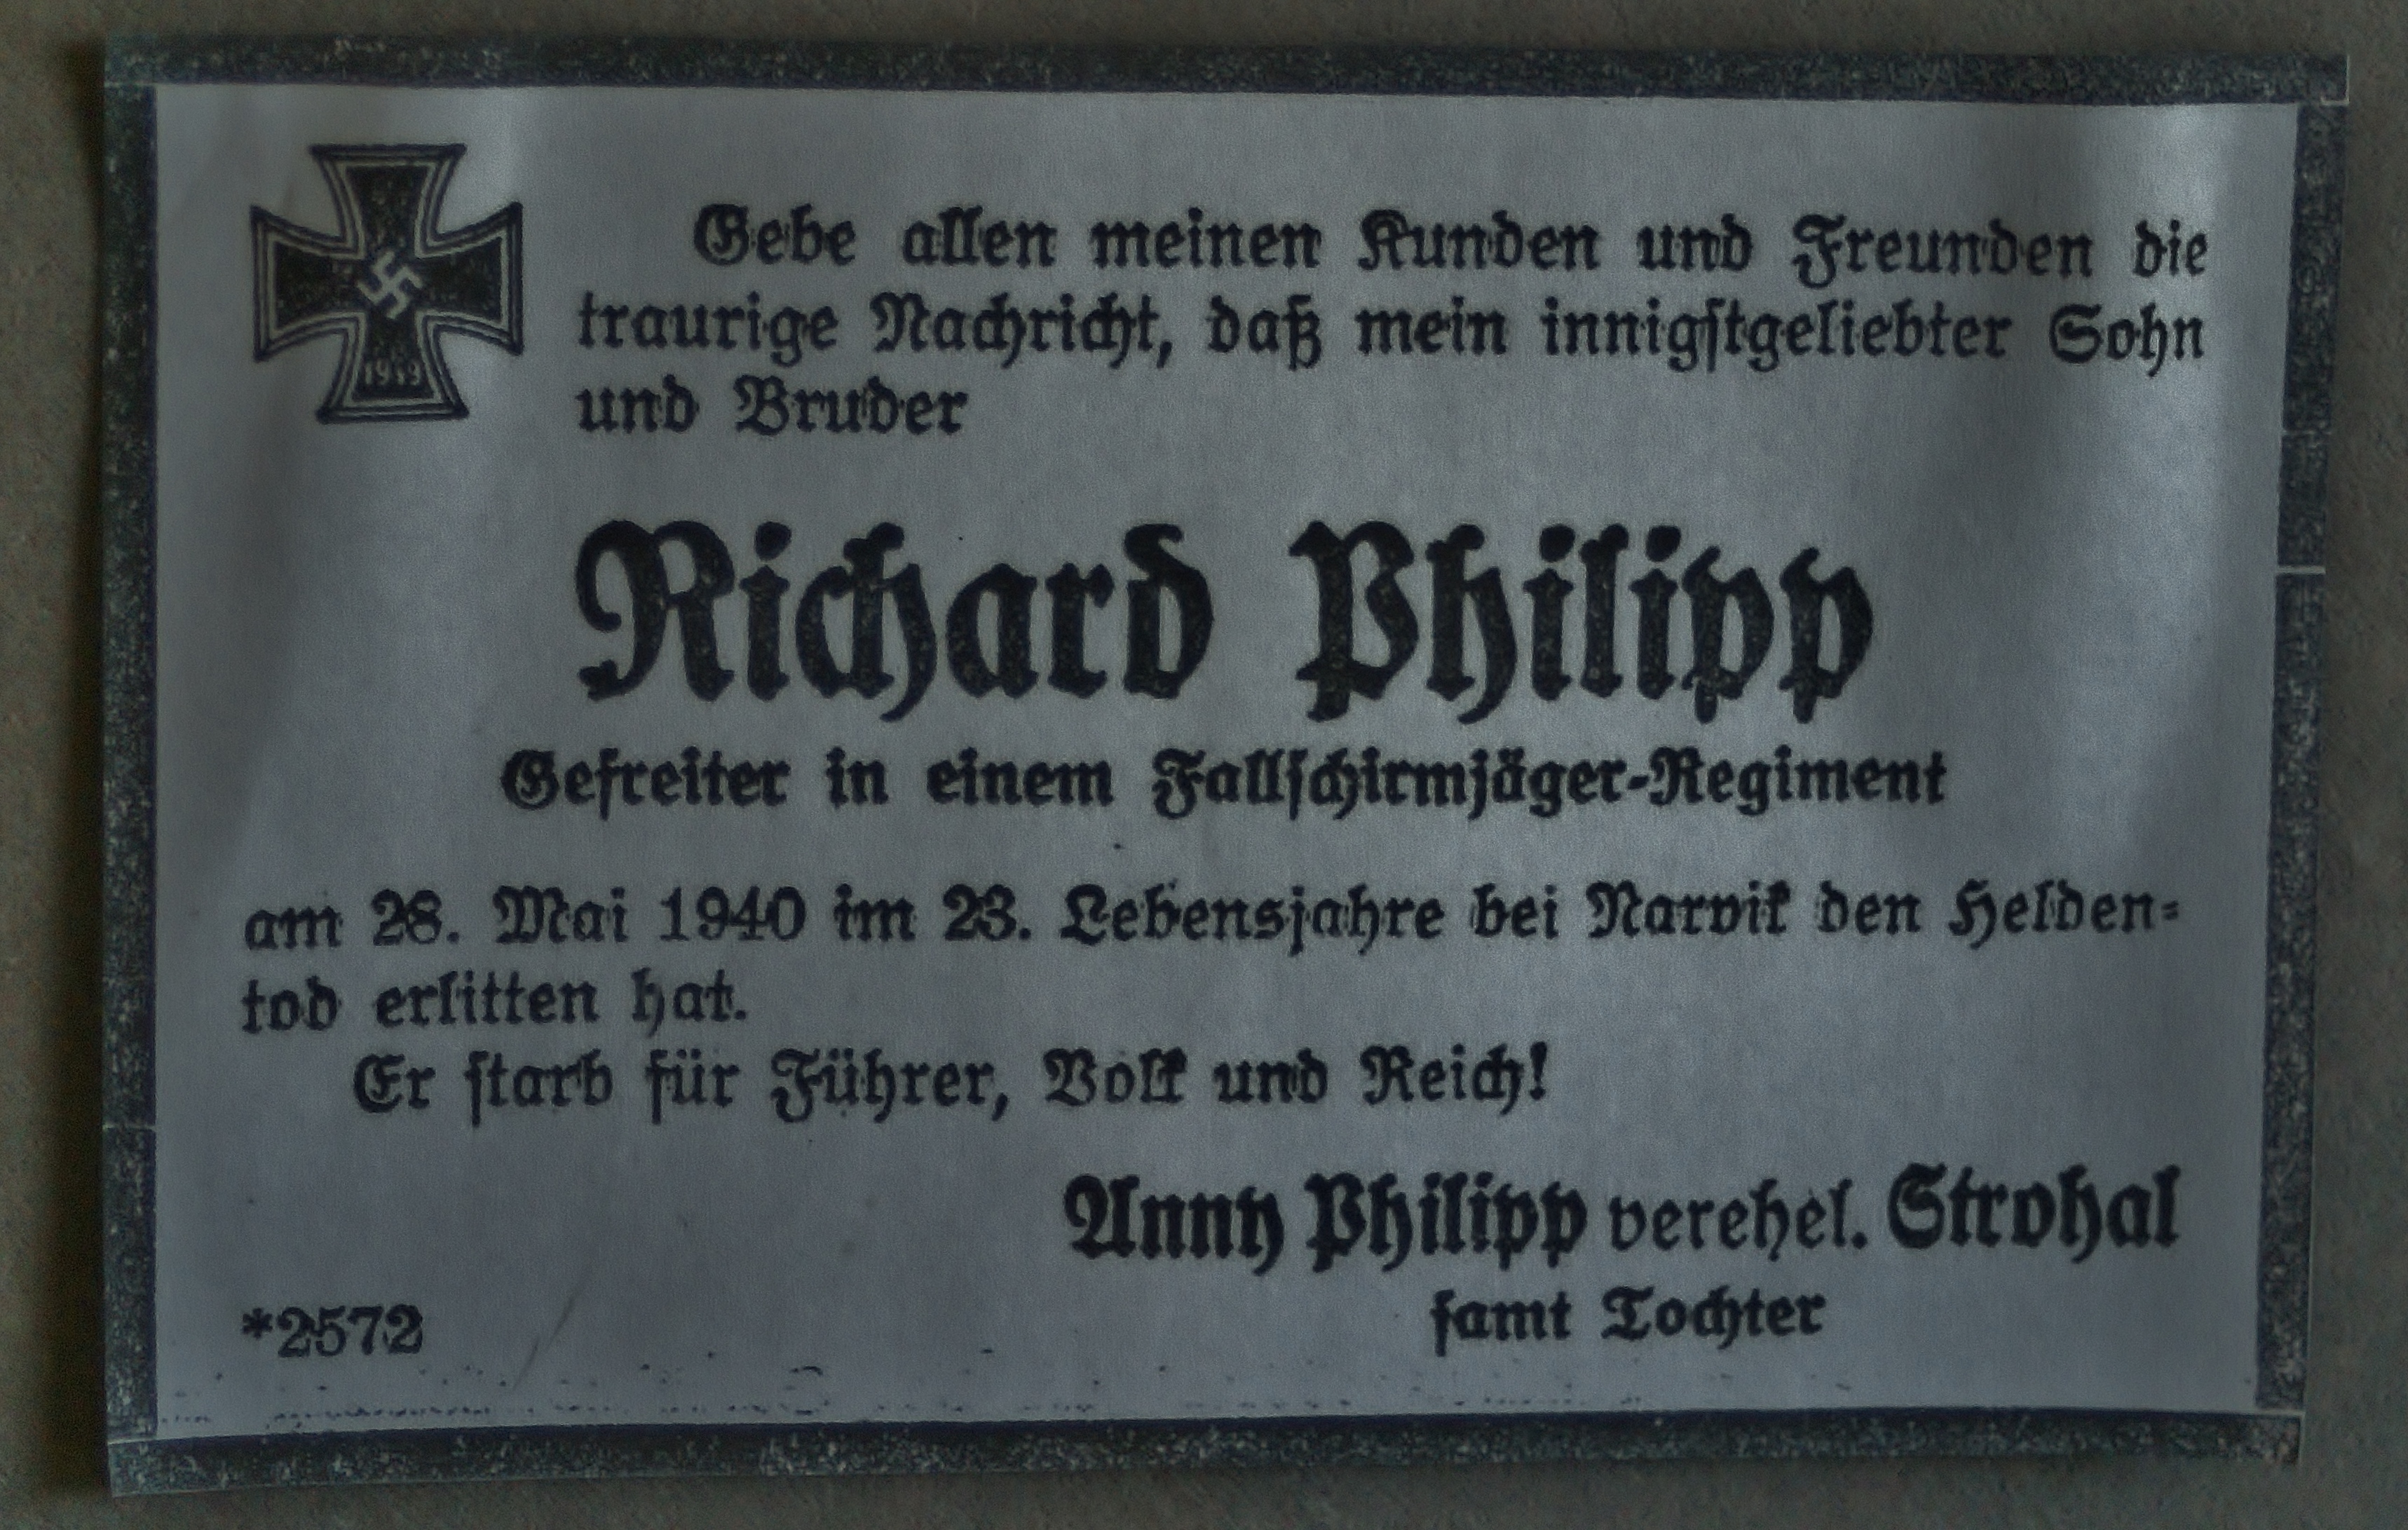 Gebe allen meinen Kunden und Freunden die
traurige Nachricht, daß mein innigstgeliebter Sohn
und Bruder
1939
Richard Philipp
Gefreiter in einem Fallschirmjäger-Regiment
am 28. Mai 1940 im 23. Lebensjahre bei Narvik den Helden-
tod erlitten hat.
Er starb für Führer, Volk und Reich!
Anny Philipp verehel. Strohal
samt Tochter
*2572